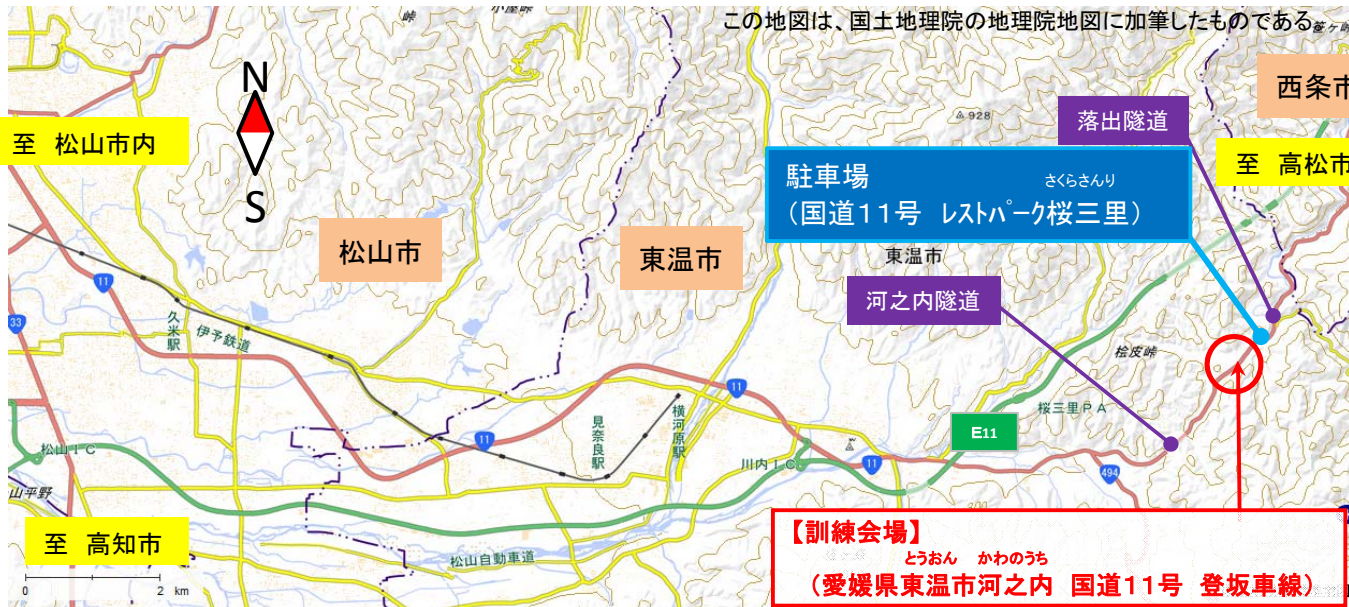 この地図は、国土地理院の地理院地図に加筆したものである
峠
小屋峠
N
S
西条市
△928
落出隧道
至 松山市内
至 高松市
駐車場
さくらさんり
(国道11号 レストパーク桜三里)
松山市
東温市
東温市
河之内隧道
11
33
久米駅
伊予鉄道
桧皮峠
11
桜三里PA
横河原駅
見奈良駅
E11
11
松山IC
川内IC
11
494
山平野
至 高知市
松山自動車道
【訓練会場】
とうおん かわのうち
(愛媛県東温市河之内 国道11号 登坂車線)
0 2 km